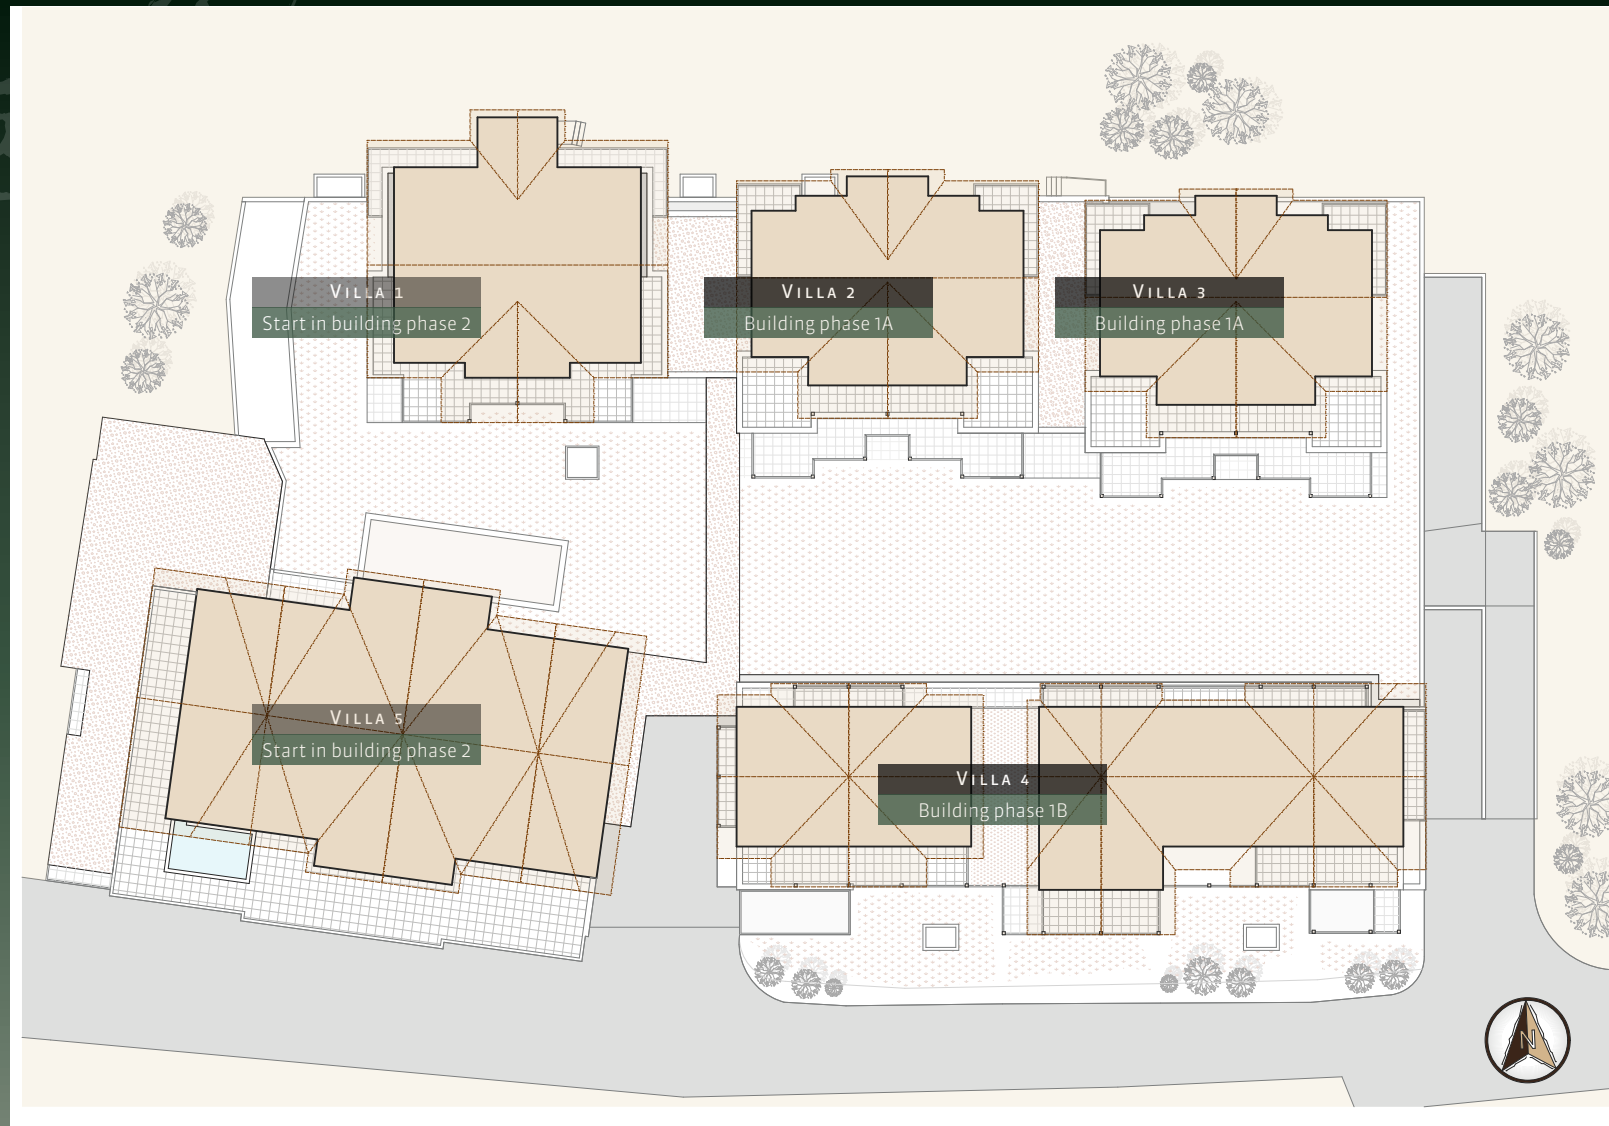 VILLA 1
Start in building phase 2
VILLA 2
Building phase 1A
VILLA 3
Building phase 1A
VILLA 5
Start in building phase 2
VILLA 4
Building phase 1B
N